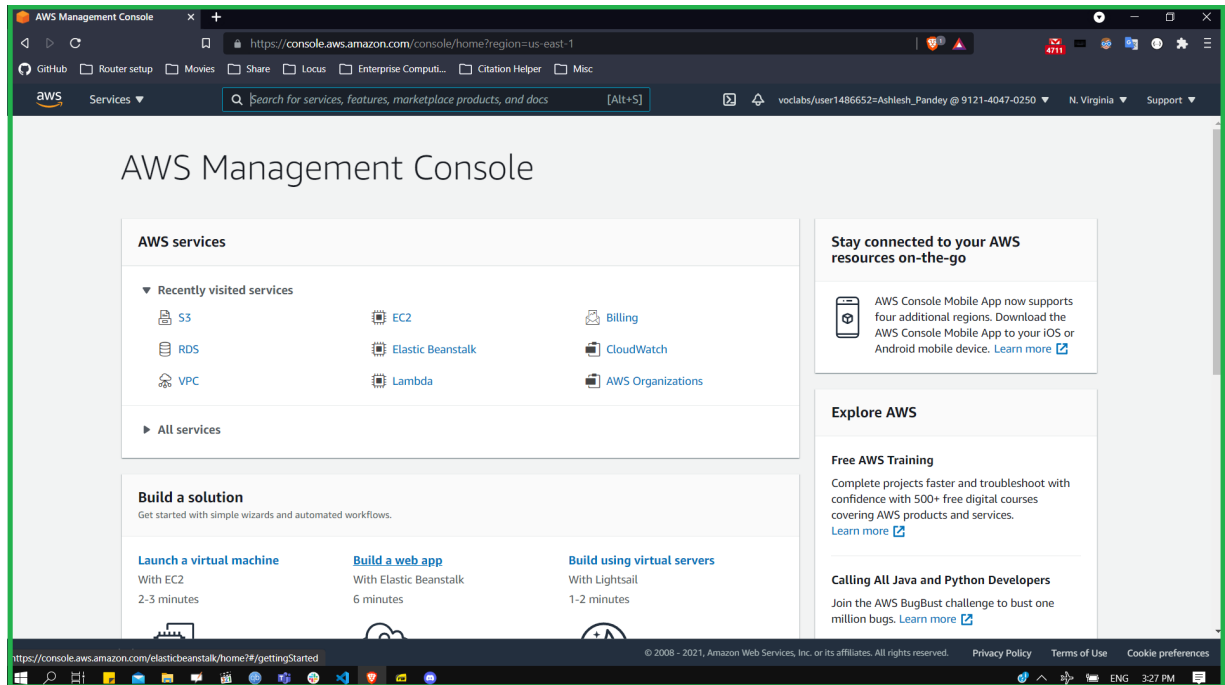 AWS Management Console
https://console.aws.amazon.com/console/home?region=us-east-1
4711
GitHub Router setup Movies Share Locus Enterprise Computi... Citation Helper Misc
aws Services ▼ Search for services, features, marketplace products, and docs [Alt+S] voclabs/user1486652=Ashlesh_Pandey @ 9121-4047-0250 ▼ N. Virginia ▼ Support ▼
AWS Management Console
AWS services
Recently visited services
S3 EC2 Billing
RDS Elastic Beanstalk CloudWatch
VPC Lambda AWS Organizations
All services
Build a solution
Get started with simple wizards and automated workflows.
Launch a virtual machine Build a web app Build using virtual servers
With EC2 With Elastic Beanstalk With Lightsail
2-3 minutes 6 minutes 1-2 minutes
Stay connected to your AWS
resources on-the-go
AWS Console Mobile App now supports
four additional regions. Download the
AWS Console Mobile App to your iOS or
Android mobile device. Learn more
Explore AWS
Free AWS Training
Complete projects faster and troubleshoot with
confidence with 500+ free digital courses
covering AWS products and services.
Learn more
Calling All Java and Python Developers
Join the AWS BugBust challenge to bust one
million bugs. Learn more
https://console.aws.amazon.com/elasticbeanstalk/home?#/gettingStarted
© 2008 - 2021, Amazon Web Services, Inc. or its affiliates. All rights reserved. Privacy Policy Terms of Use Cookie preferences
ENG 3:27 PM